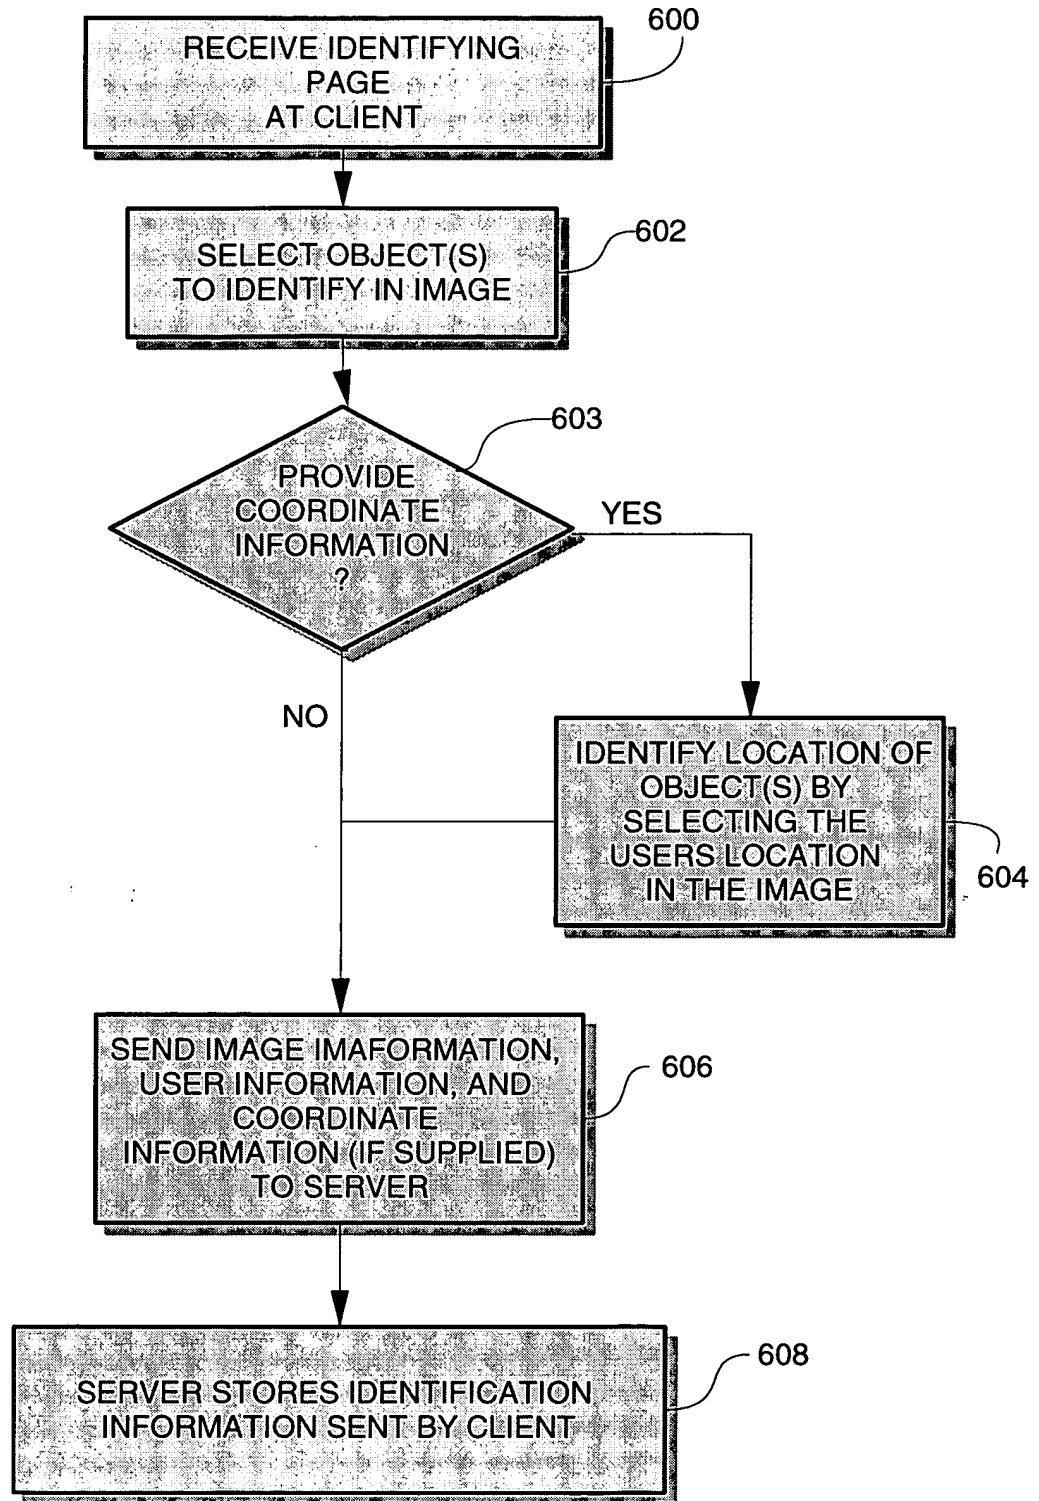 600
RECEIVE IDENTIFYING
PAGE
AT CLIENT
602
SELECT OBJECT(S)
TO IDENTIFY IN IMAGE
603
PROVIDE
COORDINATE
INFORMATION
?
YES
NO
IDENTIFY LOCATION OF
OBJECT(S) BY
SELECTING THE
USERS LOCATION
IN THE IMAGE
604
SEND IMAGE IMAFORMATION,
USER INFORMATION, AND
COORDINATE
INFORMATION (IF SUPPLIED)
TO SERVER
606
608
SERVER STORES IDENTIFICATION
INFORMATION SENT BY CLIENT